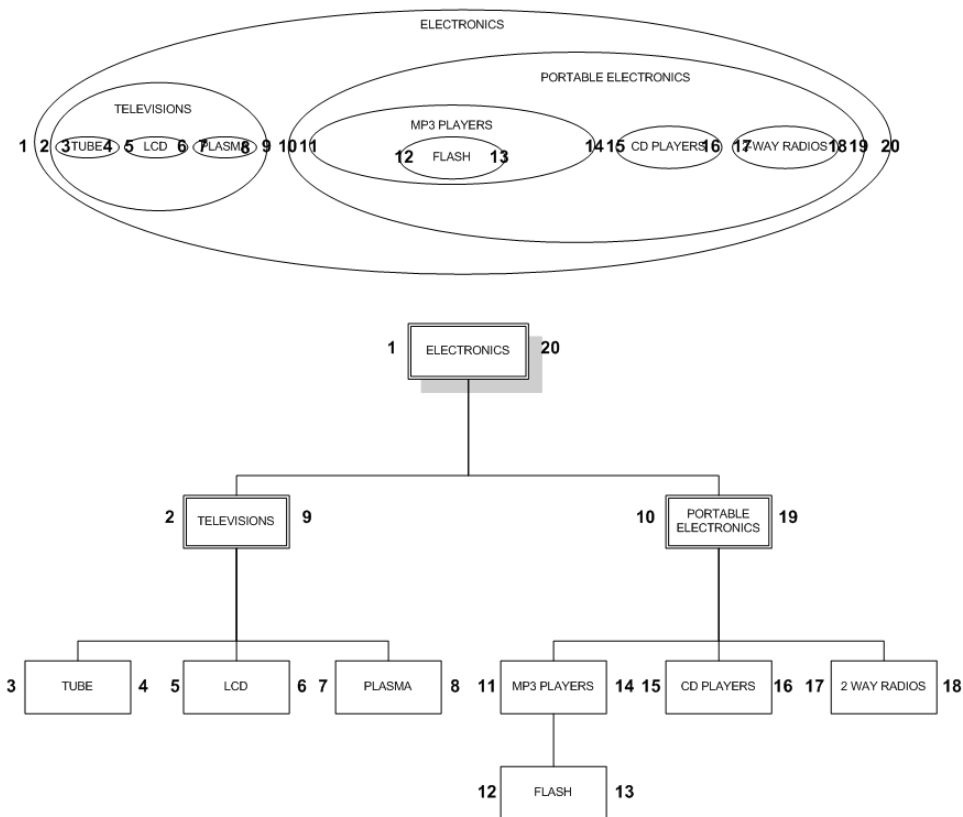 ELECTRONICS
PORTABLE ELECTRONICS
TELEVISIONS
MP3 PLAYERS
1 2 3 TUBE 4 5 LCD 6 7 PLASMA 8 9 10 11 14 15 CD PLAYERS 16 17 2 WAY RADIOS 18 19 20
12 FLASH 13
1 ELECTRONICS 20
2 TELEVISIONS 9
10 PORTABLE 19
ELECTRONICS
3 TUBE 4 5 LCD 6 7 PLASMA 8 11 MP3 PLAYERS 14 15 CD PLAYERS 16 17 2 WAY RADIOS 18
12 FLASH 13